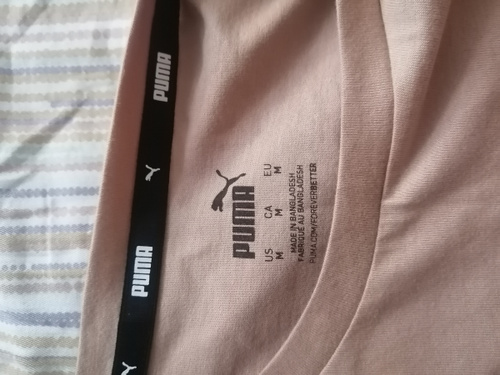 PUMA
PUMA
PUMA
US CA EU
M M M
MADE IN BANGLADESH
FABRIQUÉ AU BANGLADESH
PUMA.COM/FOREVERBETTER